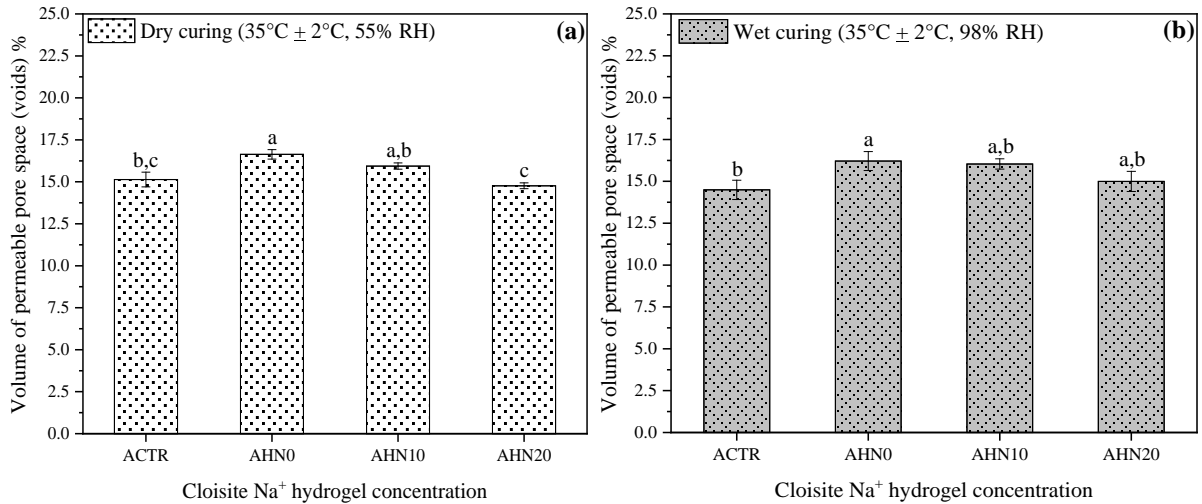 Volume of permeable pore space (voids) %
25.0
22.5
20.0
17.5
15.0
12.5
10.0
7.5
5.0
2.5
0.0
Dry curing (35°C ± 2°C, 55% RH)
(a)
b,c
a
a,b
c
ACTR
AHN0
AHN10
AHN20
Cloisite Na⁺ hydrogel concentration
Volume of permeable pore space (voids) %
25.0
22.5
20.0
17.5
15.0
12.5
10.0
7.5
5.0
2.5
0.0
Wet curing (35°C ± 2°C, 98% RH)
(b)
b
a
a,b
a,b
ACTR
AHN0
AHN10
AHN20
Cloisite Na⁺ hydrogel concentration